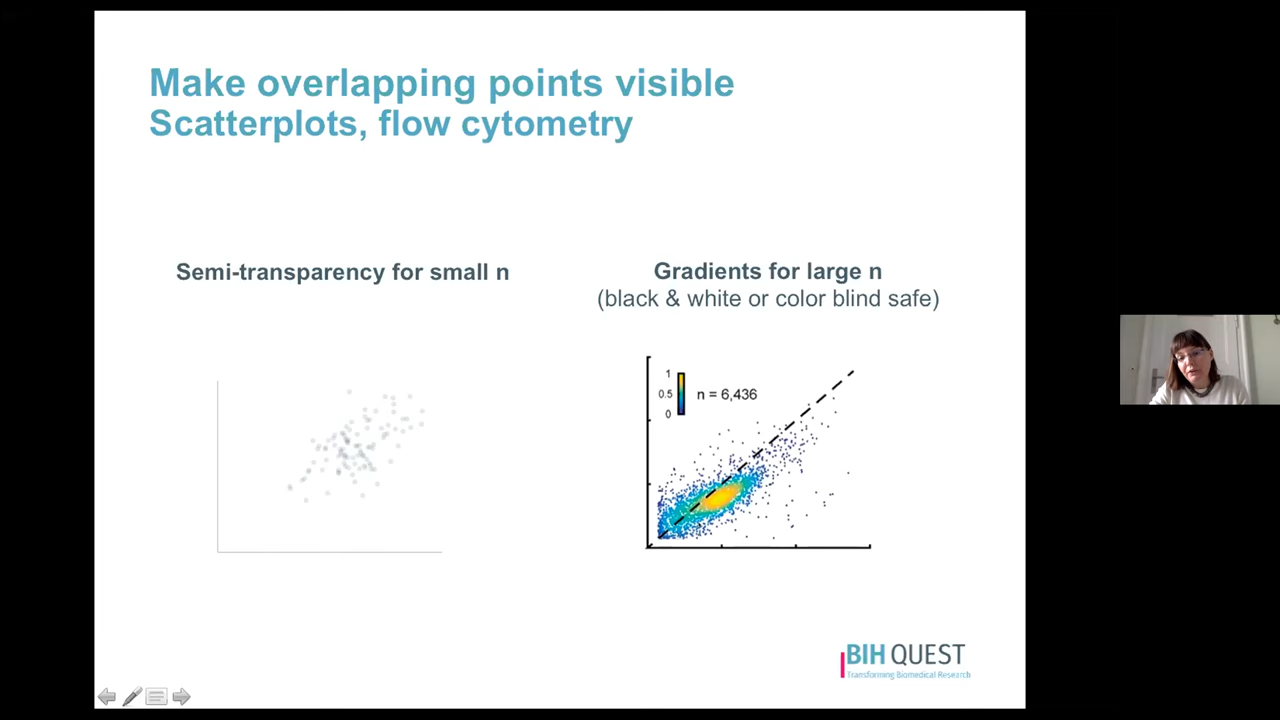 Make overlapping points visible
Scatterplots, flow cytometry
Semi-transparency for small n
Gradients for large n
(black & white or color blind safe)
1
0.5
0
n = 6,436
BIH QUEST
Transforming Biomedical Research